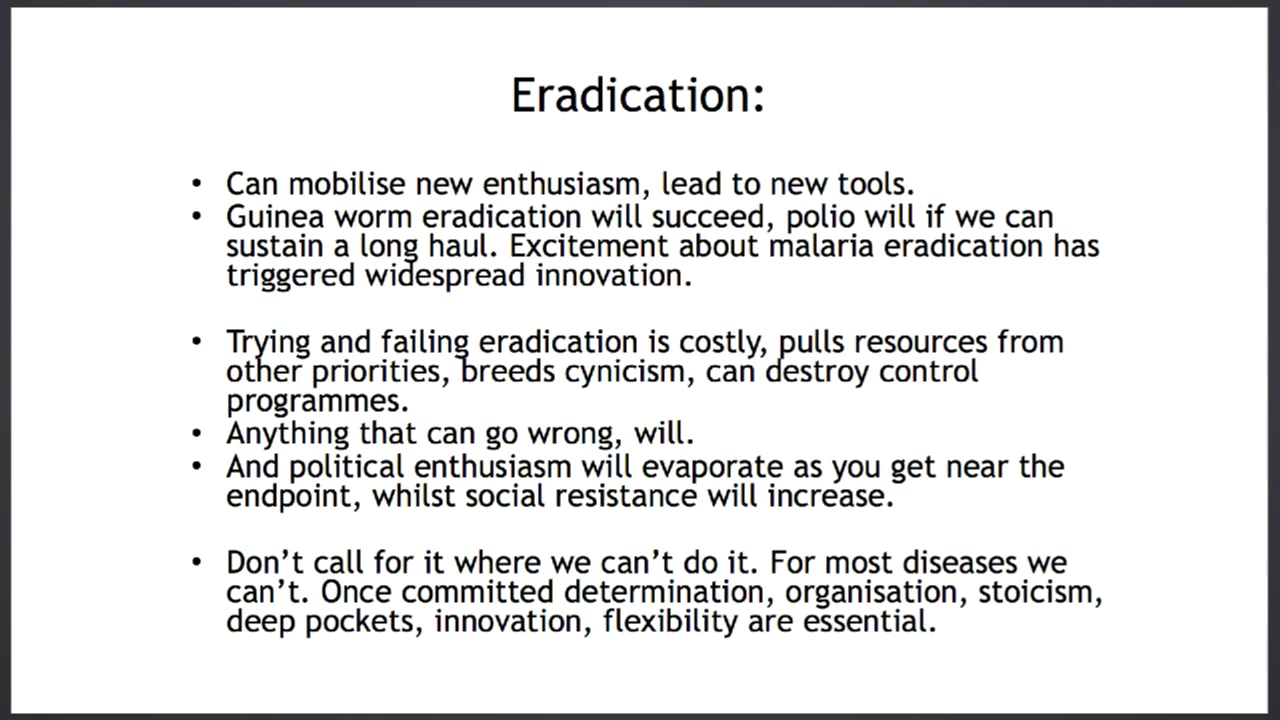 Eradication:
• Can mobilise new enthusiasm, lead to new tools.
• Guinea worm eradication will succeed, polio will if we can
sustain a long haul. Excitement about malaria eradication has
triggered widespread innovation.
• Trying and failing eradication is costly, pulls resources from
other priorities, breeds cynicism, can destroy control
programmes.
• Anything that can go wrong, will.
• And political enthusiasm will evaporate as you get near the
endpoint, whilst social resistance will increase.
• Don't call for it where we can't do it. For most diseases we
can't. Once committed determination, organisation, stoicism,
deep pockets, innovation, flexibility are essential.